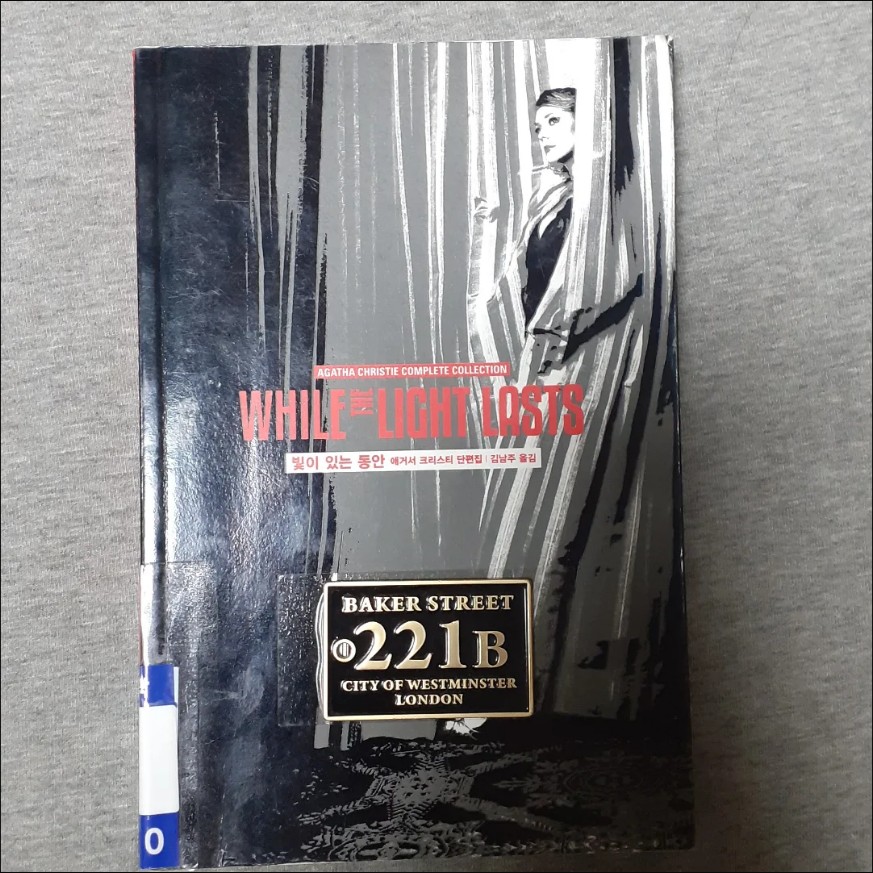 AGATHA CHRISTIE COMPLETE COLLECTION
WHILE THE LIGHT LASTS
빛이 있는 동안 애거서 크리스티 단편집 | 김남주 옮김
BAKER STREET
221B
CITY OF WESTMINSTER
LONDON
0